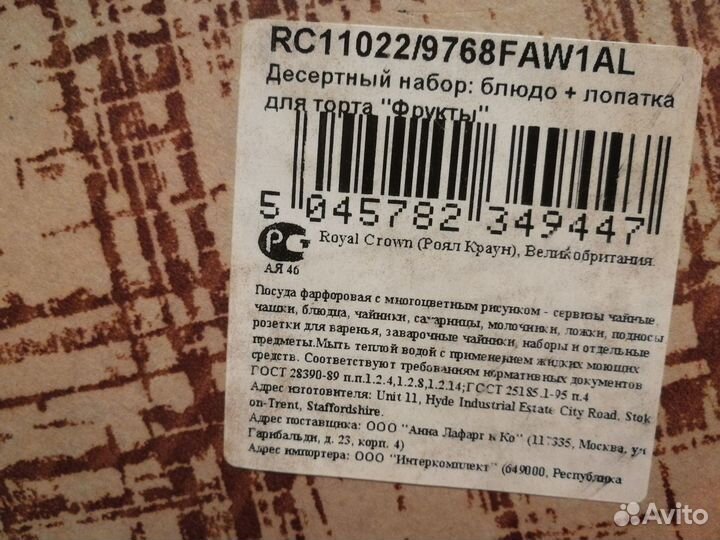 RC11022/9768FAW1AL
Десертный набор: блюдо + лопатка
для торта "Фрукты"
5 045782 349447
РС Royal Crown (Роял Краун), Великобритания.
АЯ 46
Посуда фарфоровая с многоцветным рисунком - сервизы чайные,
чашки, блюдца, чайники, сахарницы, молочники, ложки, подносы
розетки для варенья, заварочные чайники, наборы и отдельные
предметы.Мыть теплой водой с применением жидких моющих
средств. Соответствуют требованиям нормативных документов
ГОСТ 28390-89 п.п.1.2.4,1.2.8,1.2.14;ГОСТ 25185.1-95 п.4
Адрес изготовителя: Unit 11, Hyde Industrial Estate City Road, Stok
on-Trent, Staffordshire.
Адрес поставщика: ООО "Анна Лафарг и Ко" (117335, Москва, ул
Гарибальди, д. 23, корп. 4)
Адрес импортера: ООО "Интеркомплект" (649000, Республика
Avito